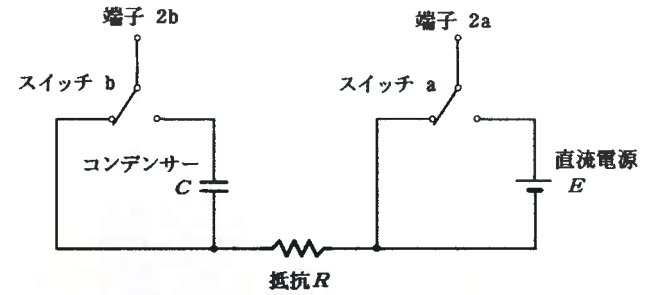 端子 2b
端子 2a
スイッチ b
スイッチ a
コンデンサー
C
直流電源
E
抵抗R